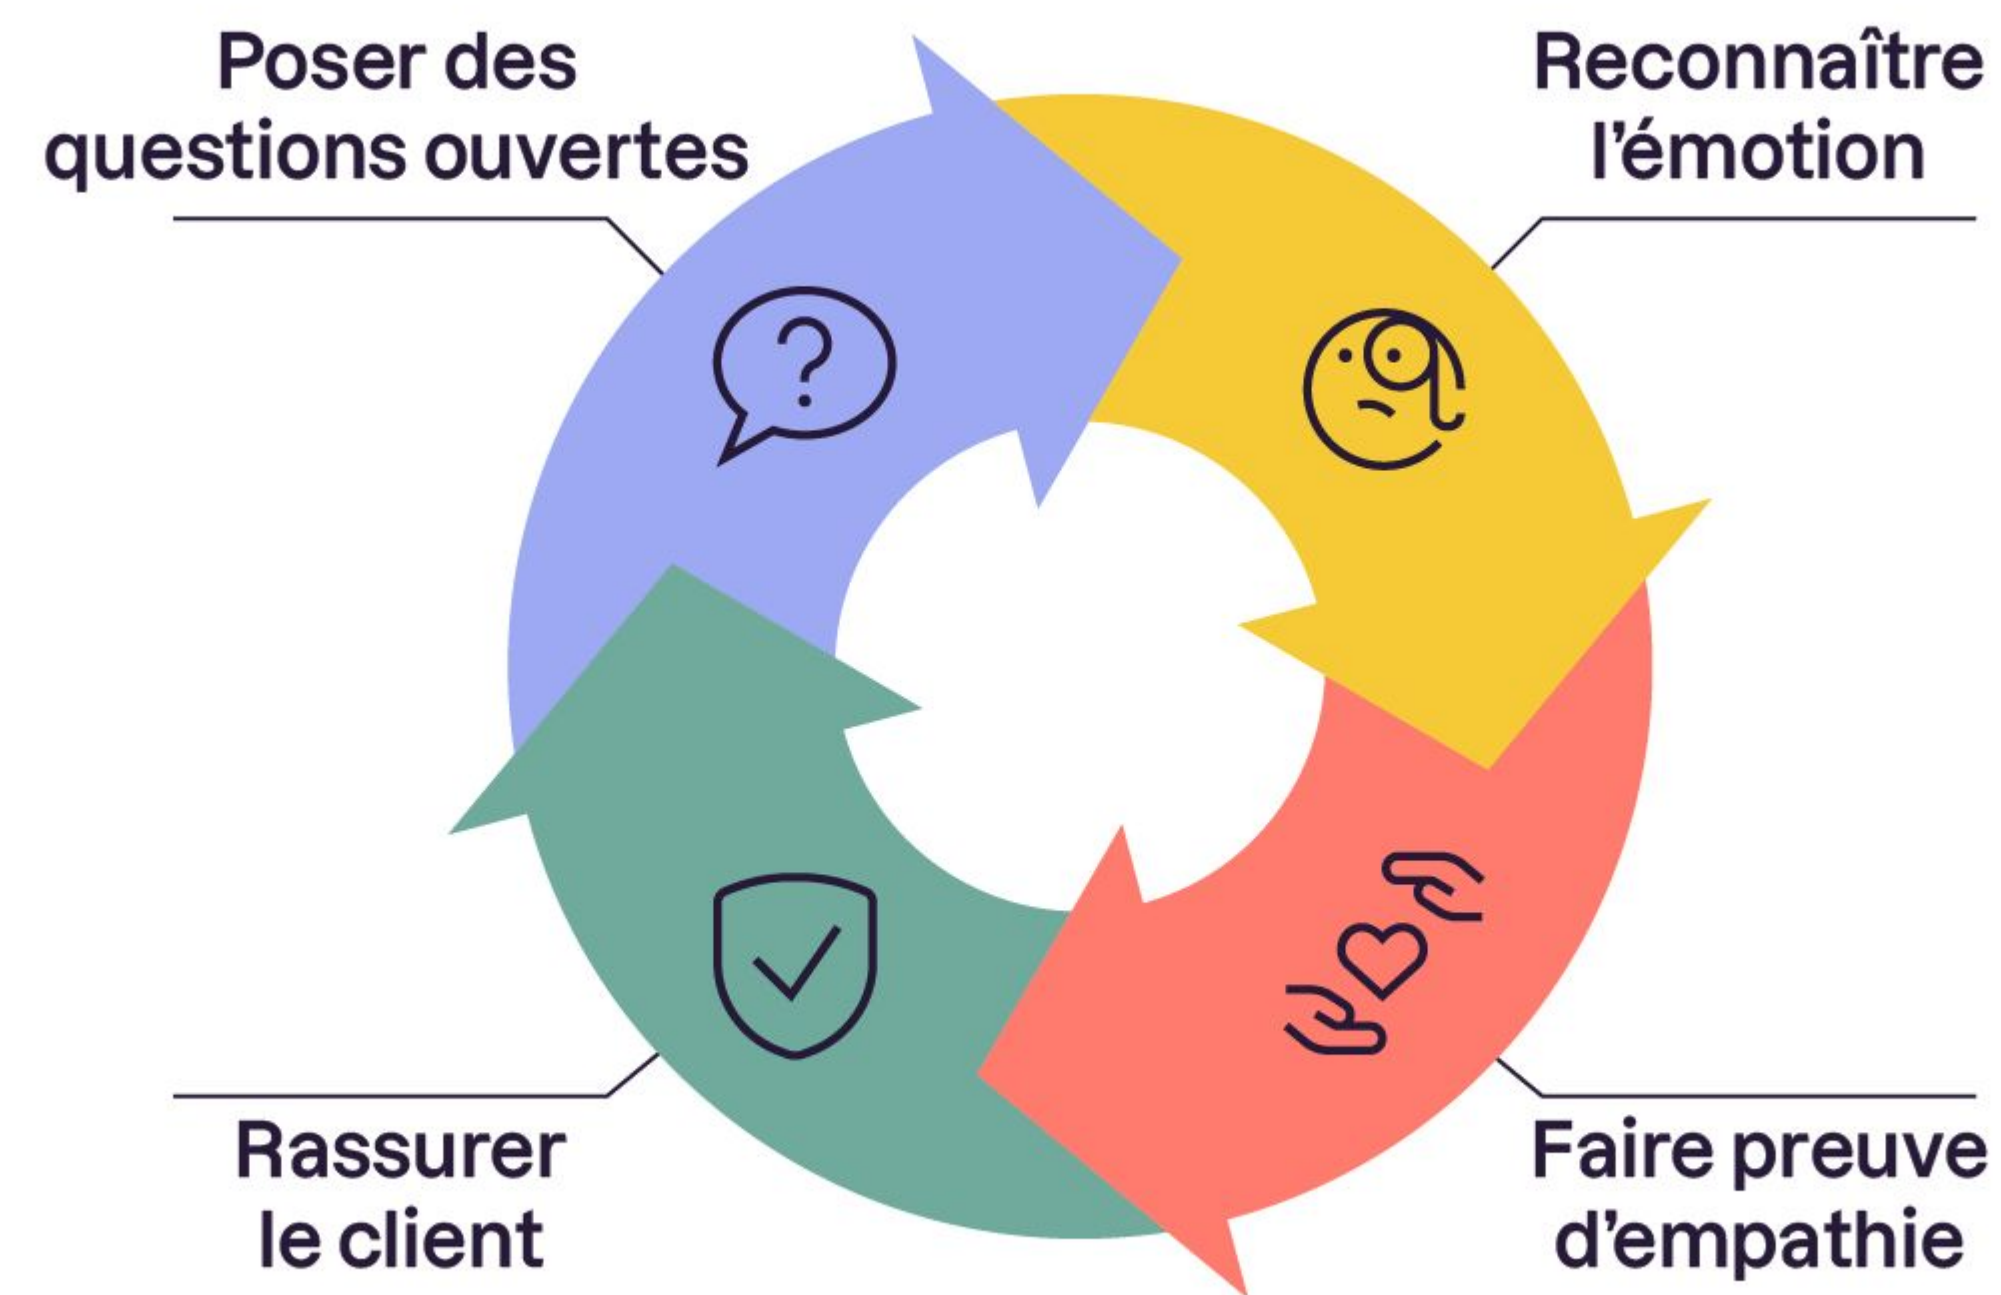 Poser des
questions ouvertes
Reconnaître
l’émotion
Rassurer
le client
Faire preuve
d’empathie